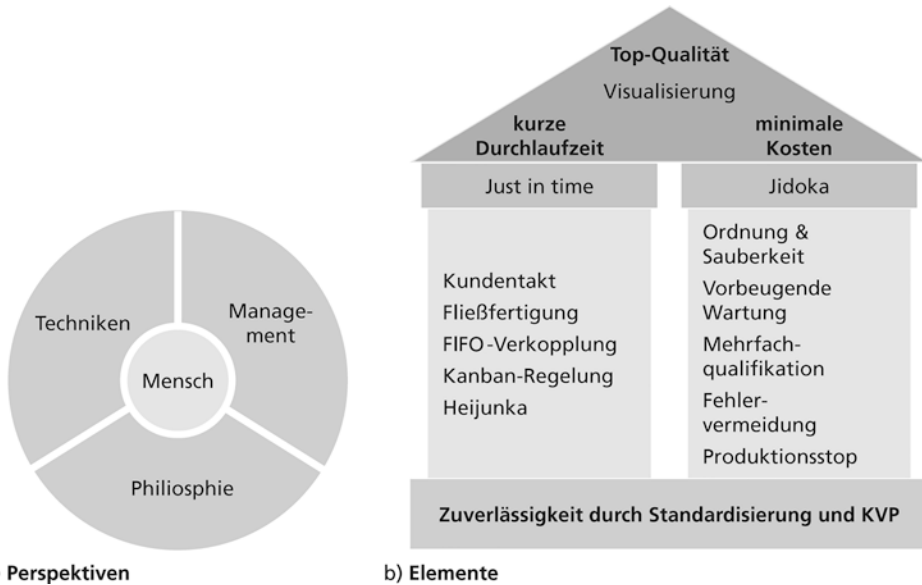 Techniken
Manage-
ment
Mensch
Philiosphie
Perspektiven
Top-Qualität
Visualisierung
kurze
Durchlaufzeit
minimale
Kosten
Just in time
Jidoka
Kundentakt
Fließfertigung
FIFO-Verkopplung
Kanban-Regelung
Heijunka
Ordnung &
Sauberkeit
Vorbeugende
Wartung
Mehrfach-
qualifikation
Fehler-
vermeidung
Produktionsstop
Zuverlässigkeit durch Standardisierung und KVP
b) Elemente